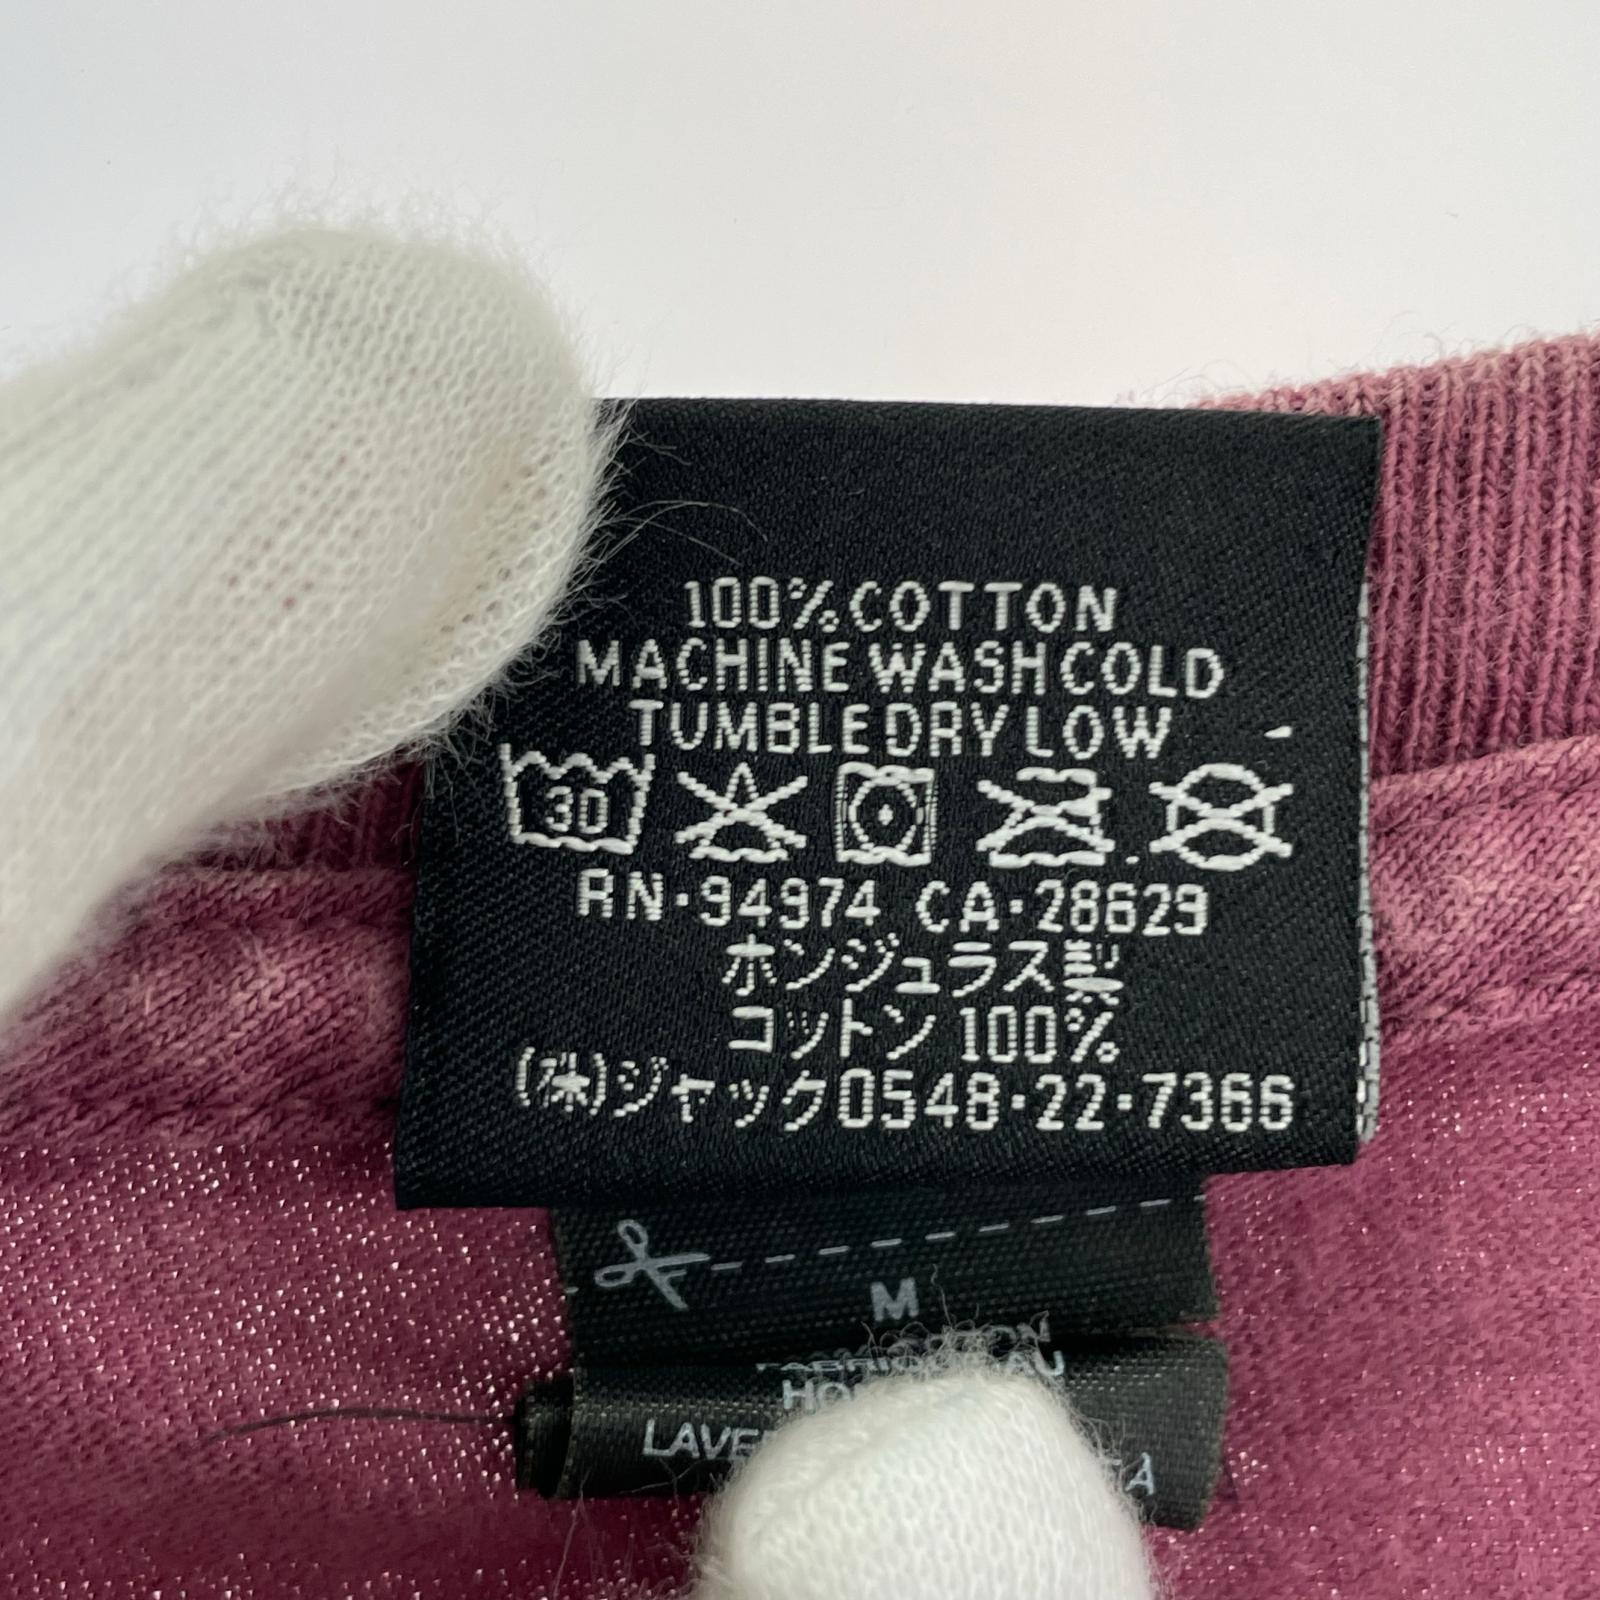 100% COTTON
MACHINE WASH COLD
TUMBLE DRY LOW
30
RN·94974 CA·28629
ホンジュラス製
コットン 100%
(株)ジャック0548·22·7366
M